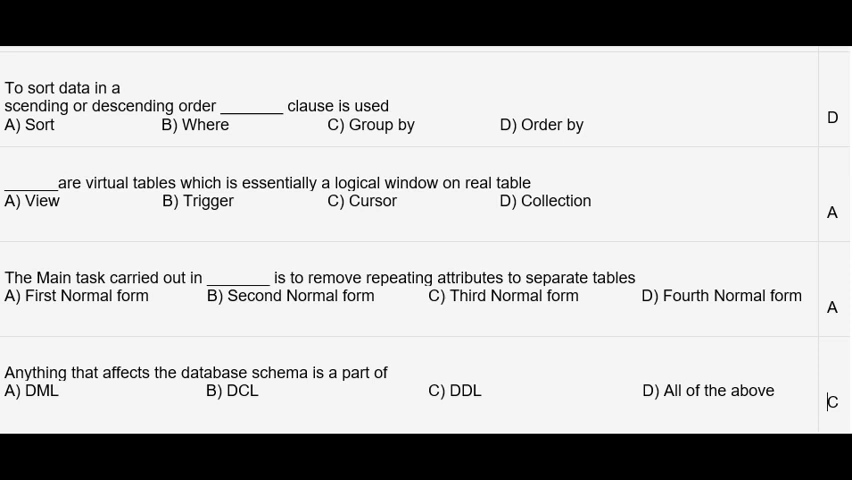 To sort data in a
scending or descending order _______ clause is used
A) Sort B) Where C) Group by D) Order by
D
______are virtual tables which is essentially a logical window on real table
A) View B) Trigger C) Cursor D) Collection
A
The Main task carried out in _______ is to remove repeating attributes to separate tables
A) First Normal form B) Second Normal form C) Third Normal form D) Fourth Normal form
A
Anything that affects the database schema is a part of
A) DML B) DCL C) DDL D) All of the above
C